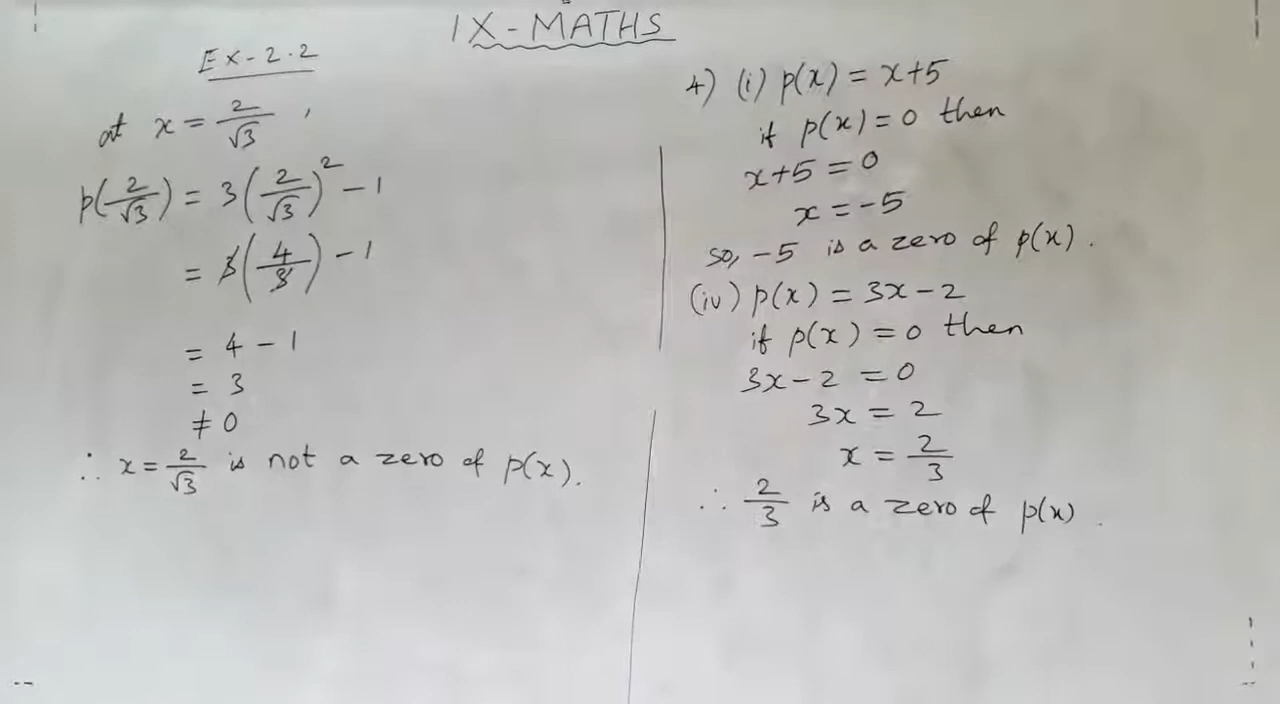 IX - MATHS
Ex - 2.2
at x = 2/√3 ,
p(2/√3) = 3(2/√3)² - 1
= 3(4/3) - 1
= 4 - 1
= 3
≠ 0
∴ x = 2/√3 is not a zero of p(x).
4) (i) p(x) = x+5
if p(x) = 0 then
x+5 = 0
x = -5
so, -5 is a zero of p(x).
(iv) p(x) = 3x - 2
if p(x) = 0 then
3x - 2 = 0
3x = 2
x = 2/3
∴ 2/3 is a zero of p(x).